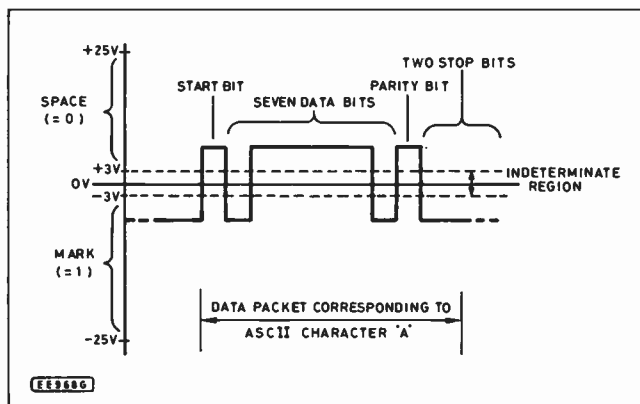 +25V
TWO STOP BITS
START BIT
PARITY BIT
SEVEN DATA BITS
SPACE
(=0)
+3V
INDETERMINATE
REGION
0V
−3V
MARK
(=1)
DATA PACKET CORRESPONDING TO
ASCII CHARACTER 'A'
-25V
EE968G